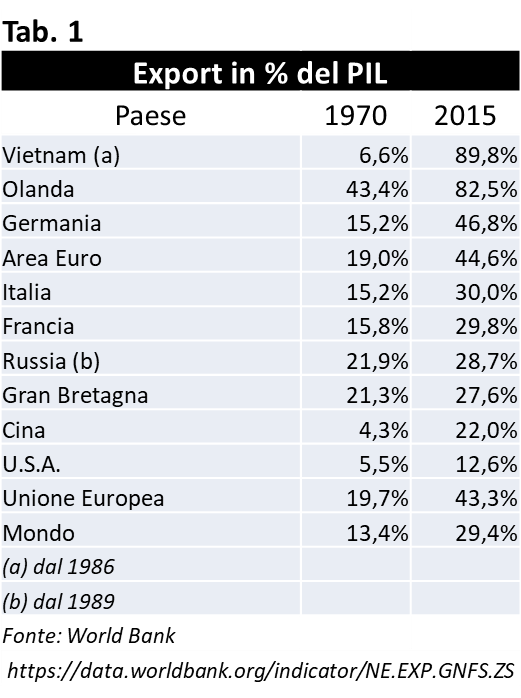 Tab. 1
Export in % del PIL
Paese 1970 2015
Vietnam (a) 6,6% 89,8%
Olanda 43,4% 82,5%
Germania 15,2% 46,8%
Area Euro 19,0% 44,6%
Italia 15,2% 30,0%
Francia 15,8% 29,8%
Russia (b) 21,9% 28,7%
Gran Bretagna 21,3% 27,6%
Cina 4,3% 22,0%
U.S.A. 5,5% 12,6%
Unione Europea 19,7% 43,3%
Mondo 13,4% 29,4%
(a) dal 1986
(b) dal 1989
Fonte: World Bank
https://data.worldbank.org/indicator/NE.EXP.GNFS.ZS